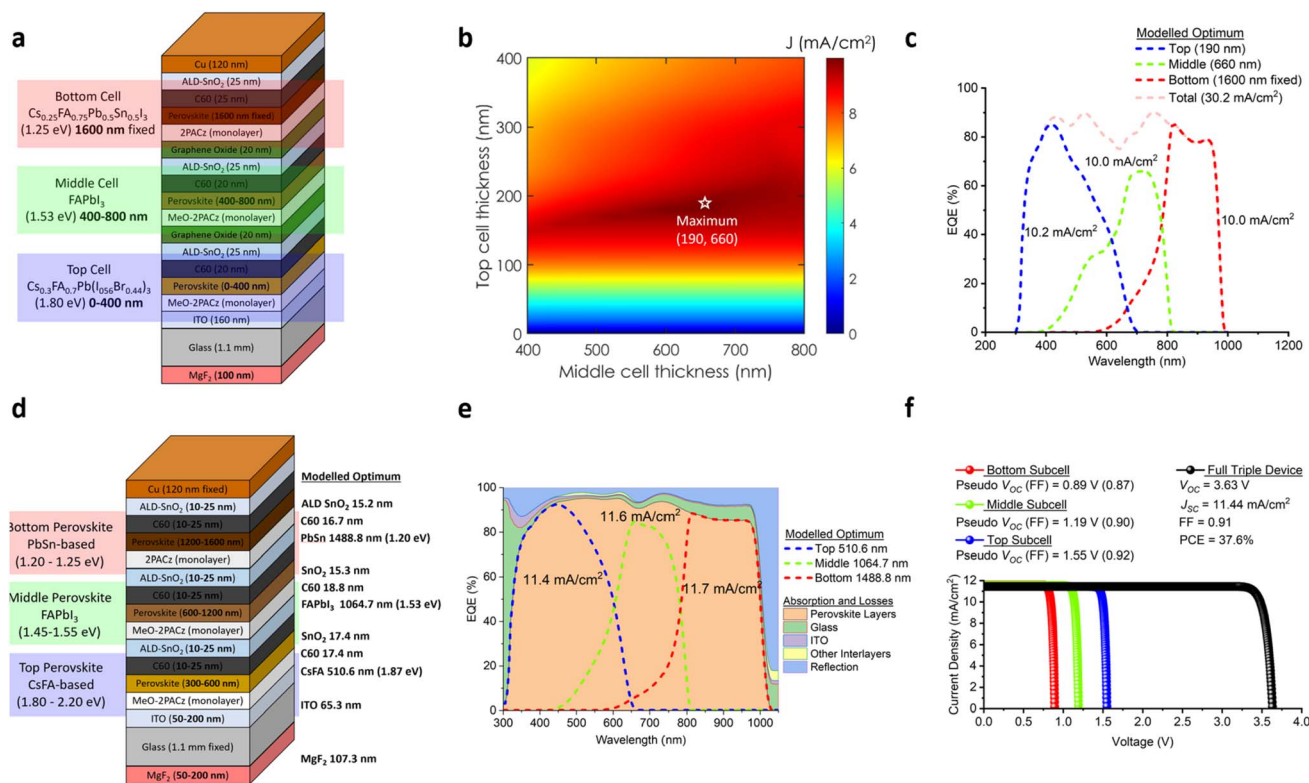 a
Cu (120 nm)
ALD-SnO₂ (25 nm)
C60 (25 nm)
Perovskite (1600 nm fixed)
2PACz (monolayer)
Graphene Oxide (20 nm)
ALD-SnO₂ (25 nm)
C60 (20 nm)
Perovskite (400-800 nm)
MeO-2PACz (monolayer)
Graphene Oxide (20 nm)
ALD-SnO₂ (25 nm)
C60 (20 nm)
Perovskite (0-400 nm)
MeO-2PACz (monolayer)
ITO (160 nm)
Glass (1.1 mm)
MgF₂ (100 nm)
Bottom Cell
Cs₀.₂₅FA₀.₇₅Pb₀.₅Sn₀.₅I₃
(1.25 eV) 1600 nm fixed
Middle Cell
FAPbI₃
(1.53 eV) 400-800 nm
Top Cell
Cs₀.₃FA₀.₇Pb(I₀₅₆Br₀.₄₄)₃
(1.80 eV) 0-400 nm
b
J (mA/cm²)
Top cell thickness (nm)
400
300
200
100
0
400
500
600
700
800
Middle cell thickness (nm)
Maximum
(190, 660)
8
6
4
2
0
c
Modelled Optimum
Top (190 nm)
Middle (660 nm)
Bottom (1600 nm fixed)
Total (30.2 mA/cm²)
EQE (%)
100
90
80
70
60
50
40
30
20
10
0
10.0 mA/cm²
10.2 mA/cm²
10.0 mA/cm²
200
400
600
800
1000
1200
Wavelength (nm)
d
Cu (120 nm fixed)
ALD-SnO₂ (10-25 nm)
C60 (10-25 nm)
Perovskite (1200-1600 nm)
2PACz (monolayer)
ALD-SnO₂ (10-25 nm)
C60 (10-25 nm)
Perovskite (600-1200 nm)
MeO-2PACz (monolayer)
ALD-SnO₂ (10-25 nm)
C60 (10-25 nm)
Perovskite (300-600 nm)
MeO-2PACz (monolayer)
ITO (50-200 nm)
Glass (1.1 mm fixed)
MgF₂ (50-200 nm)
Bottom Perovskite
PbSn-based
(1.20 - 1.25 eV)
Middle Perovskite
FAPbI₃
(1.45-1.55 eV)
Top Perovskite
CsFA-based
(1.80 - 2.20 eV)
Modelled Optimum
ALD SnO₂ 15.2 nm
C60 16.7 nm
PbSn 1488.8 nm (1.20 eV)
SnO₂ 15.3 nm
C60 18.8 nm
FAPbI₃ 1064.7 nm (1.53 eV)
SnO₂ 17.4 nm
C60 17.4 nm
CsFA 510.6 nm (1.87 eV)
ITO 65.3 nm
MgF₂ 107.3 nm
e
EQE (%)
100
80
60
40
20
0
11.4 mA/cm²
11.6 mA/cm²
11.7 mA/cm²
300
400
500
600
700
800
900
1000
Wavelength (nm)
Modelled Optimum
Top 510.6 nm
Middle 1064.7 nm
Bottom 1488.8 nm
Absorption and Losses
Perovskite Layers
Glass
ITO
Other Interlayers
Reflection
f
Bottom Subcell
Pseudo V_OC (FF) = 0.89 V (0.87)
Middle Subcell
Pseudo V_OC (FF) = 1.19 V (0.90)
Top Subcell
Pseudo V_OC (FF) = 1.55 V (0.92)
Full Triple Device
V_OC = 3.63 V
J_SC = 11.44 mA/cm²
FF = 0.91
PCE = 37.6%
Current Density (mA/cm²)
12
10
8
6
4
2
0
0.0
0.5
1.0
1.5
2.0
2.5
3.0
3.5
4.0
Voltage (V)